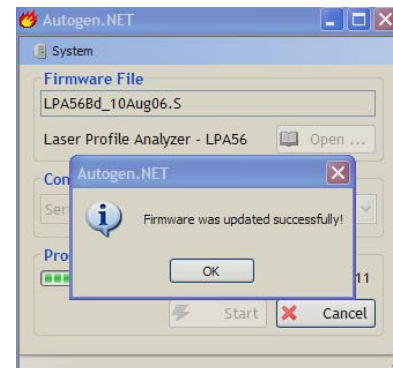 Autogen.NET
System
Firmware File
LPA56Bd_10Aug06.S
Laser Profile Analyzer - LPA56 Open ...
Con
Autogen.NET
Ser
Firmware was updated successfully!
Pro
OK
11
Start Cancel